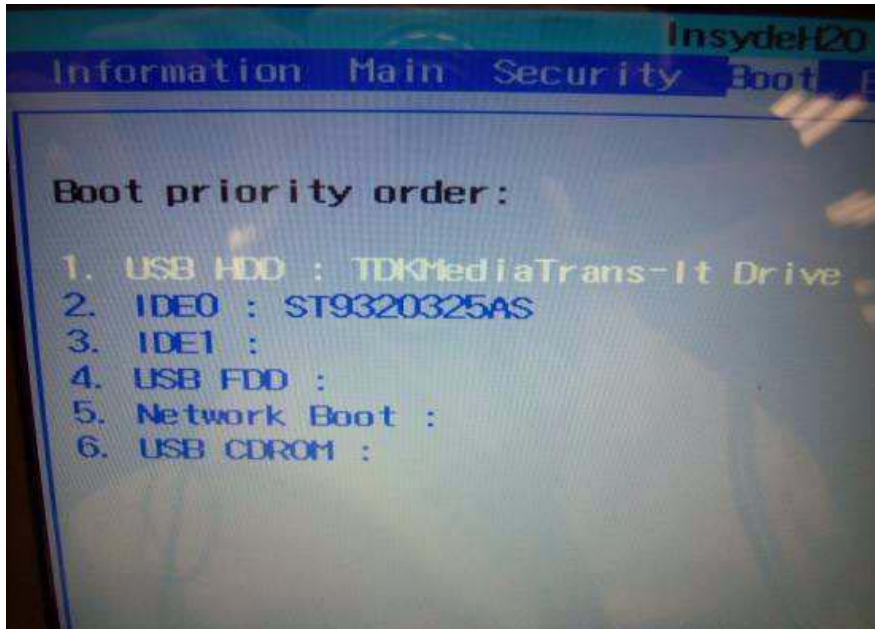 InsydeH2O
Information Main Security Boot
Boot priority order:
1. USB HDD : TDKMediaTrans-It Drive
2. IDE0 : ST9320325AS
3. IDE1 :
4. USB FDD :
5. Network Boot :
6. USB CDROM :